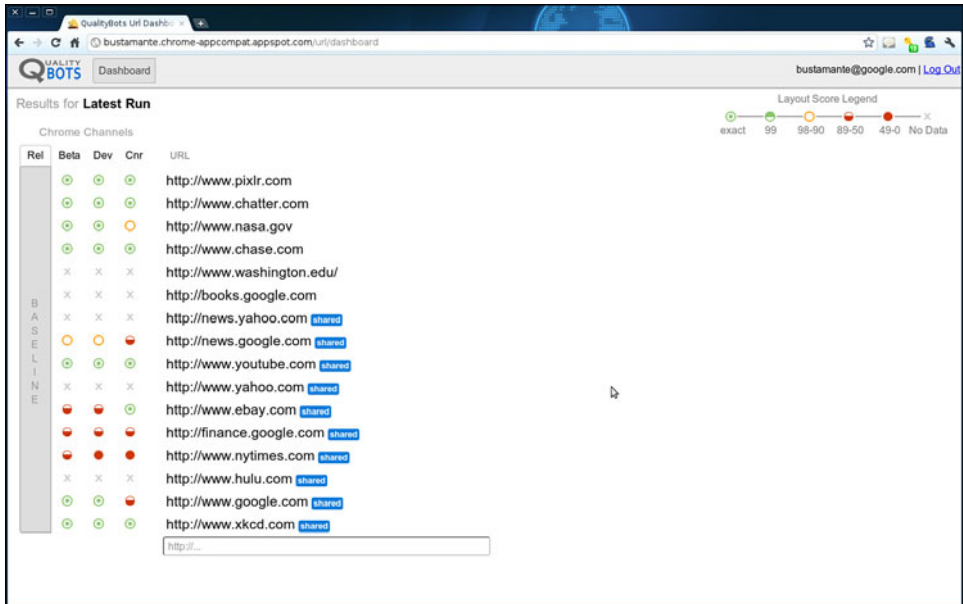 QualityBots Url Dashb
bustamante.chrome-appcompat.appspot.com/url/dashboard
QUALITY BOTS
Dashboard
bustamante@google.com | Log Out
Results for Latest Run
Layout Score Legend
exact 99 98-90 89-50 49-0 No Data
Chrome Channels
Rel Beta Dev Cnr URL
BASELINE
http://www.pixlr.com
http://www.chatter.com
http://www.nasa.gov
http://www.chase.com
x x x http://www.washington.edu/
x x x http://books.google.com
x x x http://news.yahoo.com shared
http://news.google.com shared
http://www.youtube.com shared
x x x http://www.yahoo.com shared
http://www.ebay.com shared
http://finance.google.com shared
http://www.nytimes.com shared
x x x http://www.hulu.com shared
http://www.google.com shared
http://www.xkcd.com shared
http://...